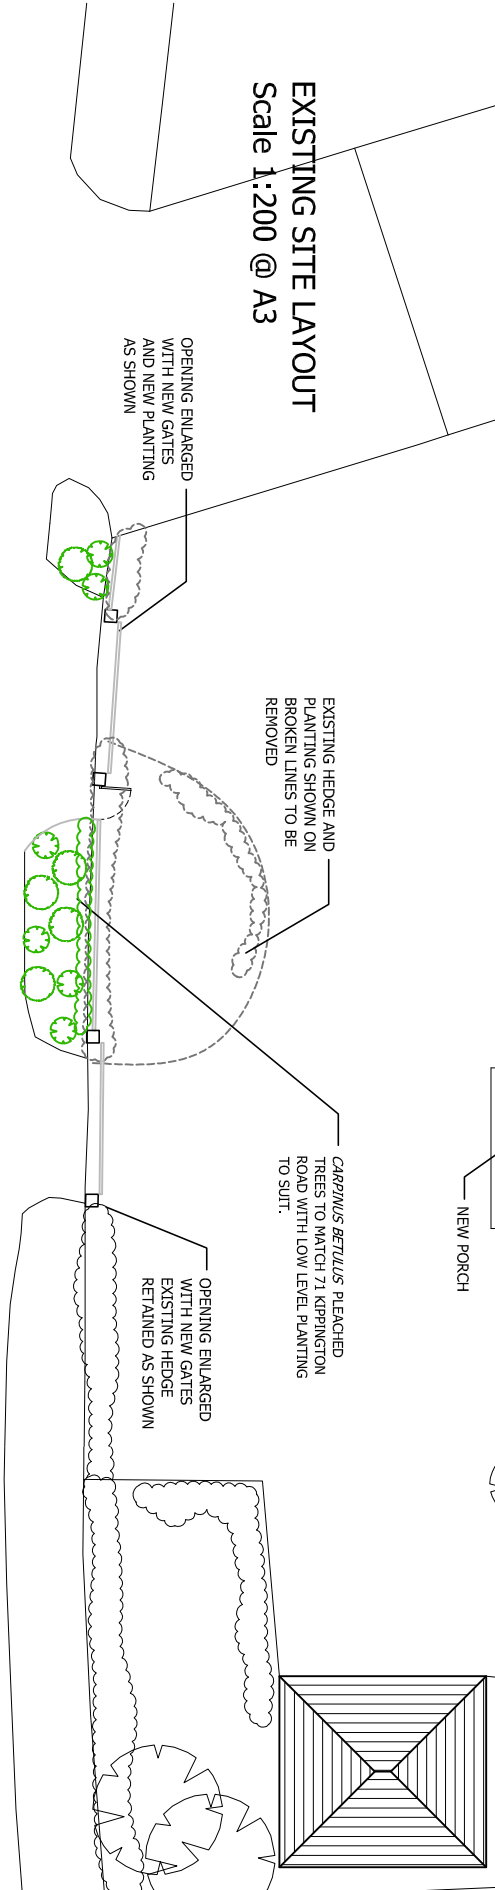 EXISTING SITE LAYOUT
Scale 1:200 @ A3
OPENING ENLARGED
WITH NEW GATES
AND NEW PLANTING
AS SHOWN
EXISTING HEDGE AND
PLANTING SHOWN ON
BROKEN LINES TO BE
REMOVED
CARPINUS BETULUS PLEACHED
TREES TO MATCH 71 KIPPINGTON
ROAD WITH LOW LEVEL PLANTING
TO SUIT.
NEW PORCH
OPENING ENLARGED
WITH NEW GATES
EXISTING HEDGE
RETAINED AS SHOWN